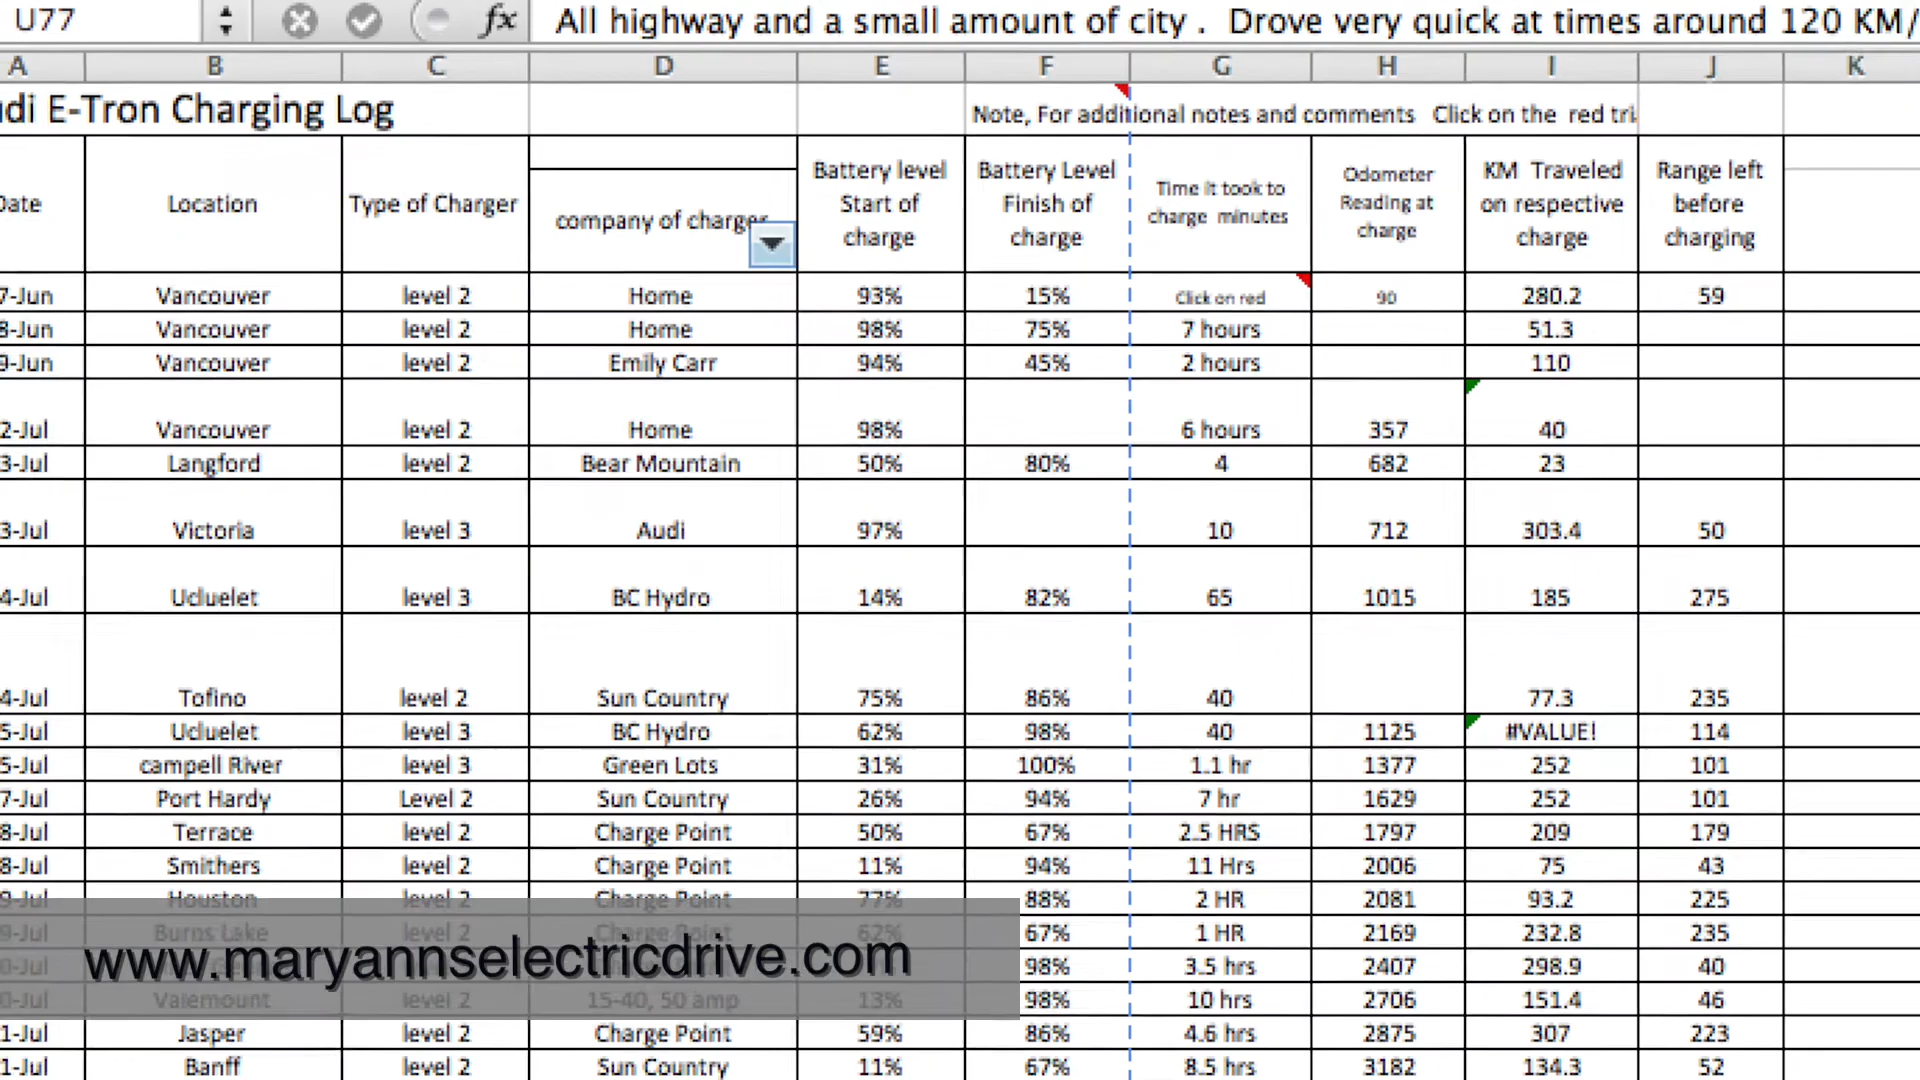 U77 fx All highway and a small amount of city . Drove very quick at times around 120 KM/
A B C D E F G H I J K
di E-Tron Charging Log Note, For additional notes and comments Click on the red tri
Date Location Type of Charger company of charger Battery level Start of charge Battery Level Finish of charge Time it took to charge minutes Odometer Reading at charge KM Traveled on respective charge Range left before charging
7-Jun Vancouver level 2 Home 93% 15% Click on red 90 280.2 59
8-Jun Vancouver level 2 Home 98% 75% 7 hours 51.3
9-Jun Vancouver level 2 Emily Carr 94% 45% 2 hours 110
2-Jul Vancouver level 2 Home 98% 6 hours 357 40
3-Jul Langford level 2 Bear Mountain 50% 80% 4 682 23
3-Jul Victoria level 3 Audi 97% 10 712 303.4 50
4-Jul Ucluelet level 3 BC Hydro 14% 82% 65 1015 185 275
4-Jul Tofino level 2 Sun Country 75% 86% 40 77.3 235
5-Jul Ucluelet level 3 BC Hydro 62% 98% 40 1125 #VALUE! 114
5-Jul campell River level 3 Green Lots 31% 100% 1.1 hr 1377 252 101
7-Jul Port Hardy Level 2 Sun Country 26% 94% 7 hr 1629 252 101
8-Jul Terrace level 2 Charge Point 50% 67% 2.5 HRS 1797 209 179
8-Jul Smithers level 2 Charge Point 11% 94% 11 Hrs 2006 75 43
9-Jul Houston level 2 Charge Point 77% 88% 2 HR 2081 93.2 225
9-Jul Burns Lake level 2 Charge Point 62% 67% 1 HR 2169 232.8 235
0-Jul 98% 3.5 hrs 2407 298.9 40
www.maryannselectricdrive.com
0-Jul Valemount level 2 15-40, 50 amp 13% 98% 10 hrs 2706 151.4 46
1-Jul Jasper level 2 Charge Point 59% 86% 4.6 hrs 2875 307 223
1-Jul Banff level 2 Sun Country 11% 67% 8.5 hrs 3182 134.3 52